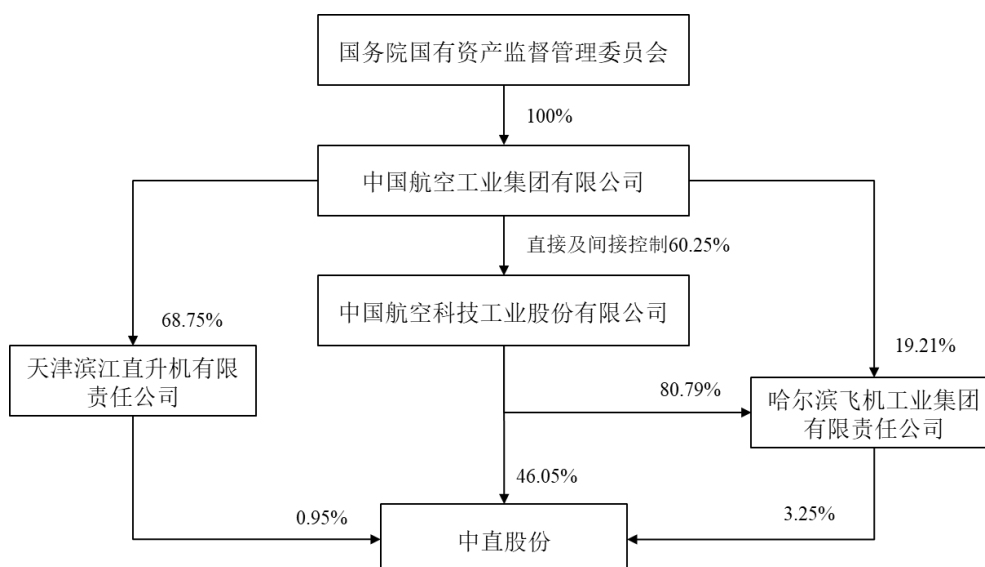 国务院国有资产监督管理委员会
100%
中国航空工业集团有限公司
直接及间接控制60.25%
中国航空科技工业股份有限公司
68.75%
19.21%
天津滨江直升机有限
责任公司
80.79%
哈尔滨飞机工业集团
有限责任公司
46.05%
0.95%
3.25%
中直股份